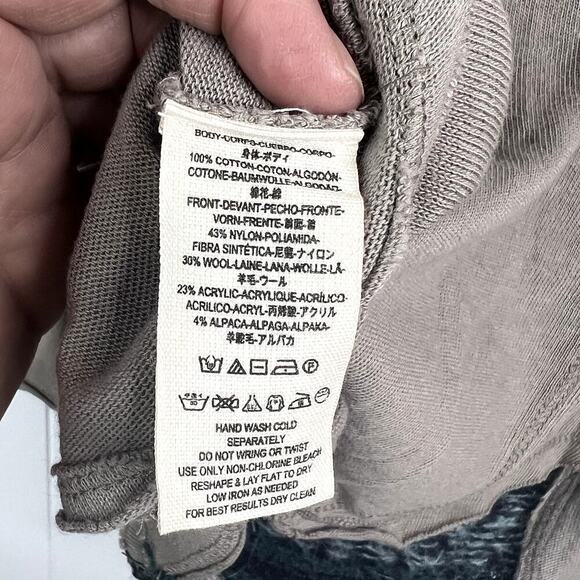 BODY-CORPS-CUERPO-CORPO-
身体-ボディ
100% COTTON-COTON-ALGODÓN-
COTONE-BAUMWOLLE-ALGODAO-
棉花-綿
FRONT-DEVANT-PECHO-FRONTE-
VORN-FRENTE-前面-前
43% NYLON-POLIAMIDA-
FIBRA SINTÉTICA-尼龍-ナイロン
30% WOOL-LAINE-LANA-WOLLE-LÃ-
羊毛-ウール
23% ACRYLIC-ACRYLIQUE-ACRÍLICO-
ACRILICO-ACRYL-丙烯酸-アクリル
4% ALPACA-ALPAGA-ALPAKA-
羊駝毛-アルパカ
HAND WASH COLD
SEPARATELY
DO NOT WRING OR TWIST
USE ONLY NON-CHLORINE BLEACH
RESHAPE & LAY FLAT TO DRY
LOW IRON AS NEEDED
FOR BEST RESULTS DRY CLEAN